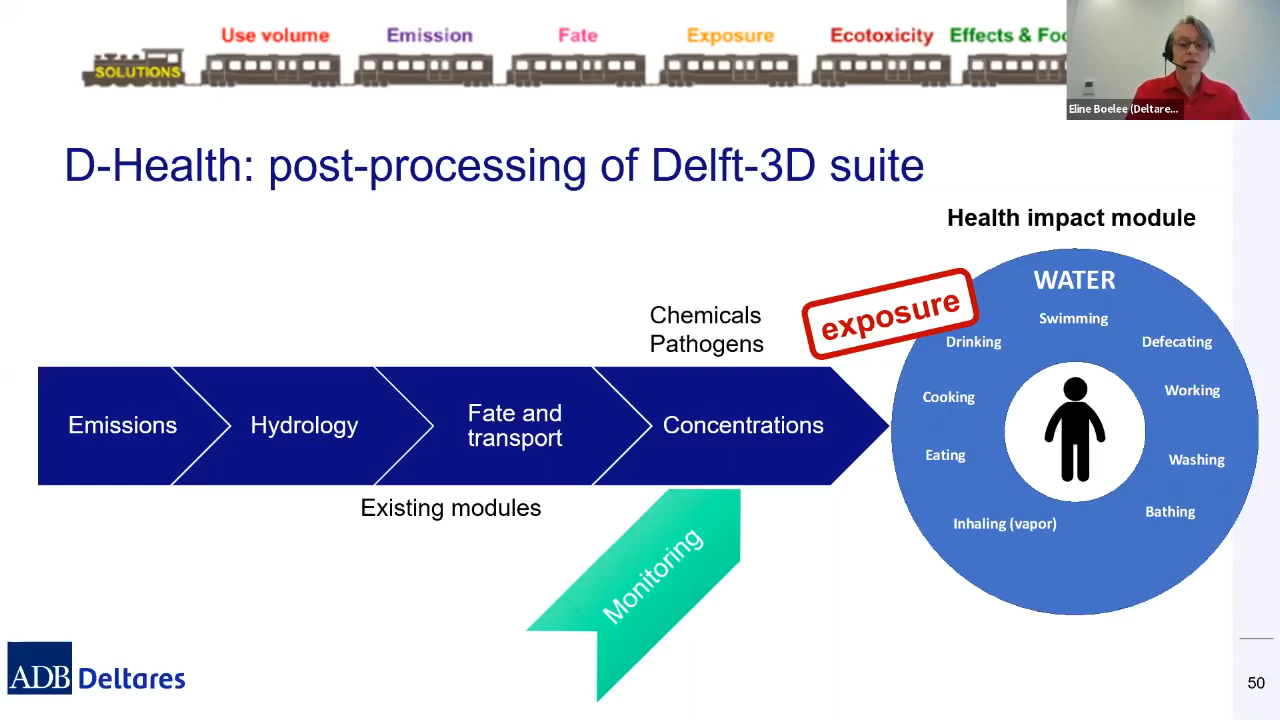 Use volume
Emission
Fate
Exposure
Ecotoxicity
Effects & Foo
SOLUTIONS
Eline Boelee (Deltare...
D-Health: post-processing of Delft-3D suite
Health impact module
WATER
Swimming
Drinking
Defecating
Cooking
Working
Eating
Washing
Inhaling (vapor)
Bathing
exposure
Chemicals
Pathogens
Emissions
Hydrology
Fate and
transport
Concentrations
Existing modules
Monitoring
ADB Deltares
50